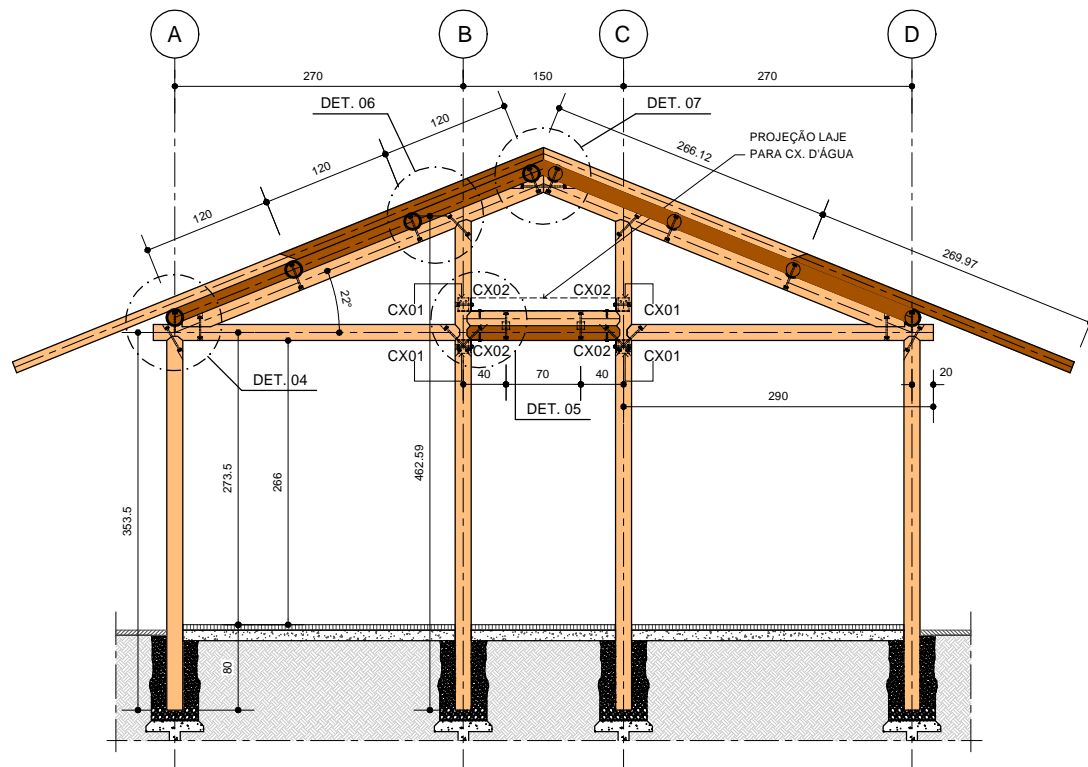 A
B
C
D
270
150
270
DET. 06
DET. 07
120
120
120
266.12
PROJEÇÃO LAJE
PARA CX. D'ÁGUA
269.97
22°
CX02
CX02
CX01
CX01
CX02
CX02
CX01
CX01
DET. 04
40
70
40
20
DET. 05
290
353.5
273.5
266
462.59
80